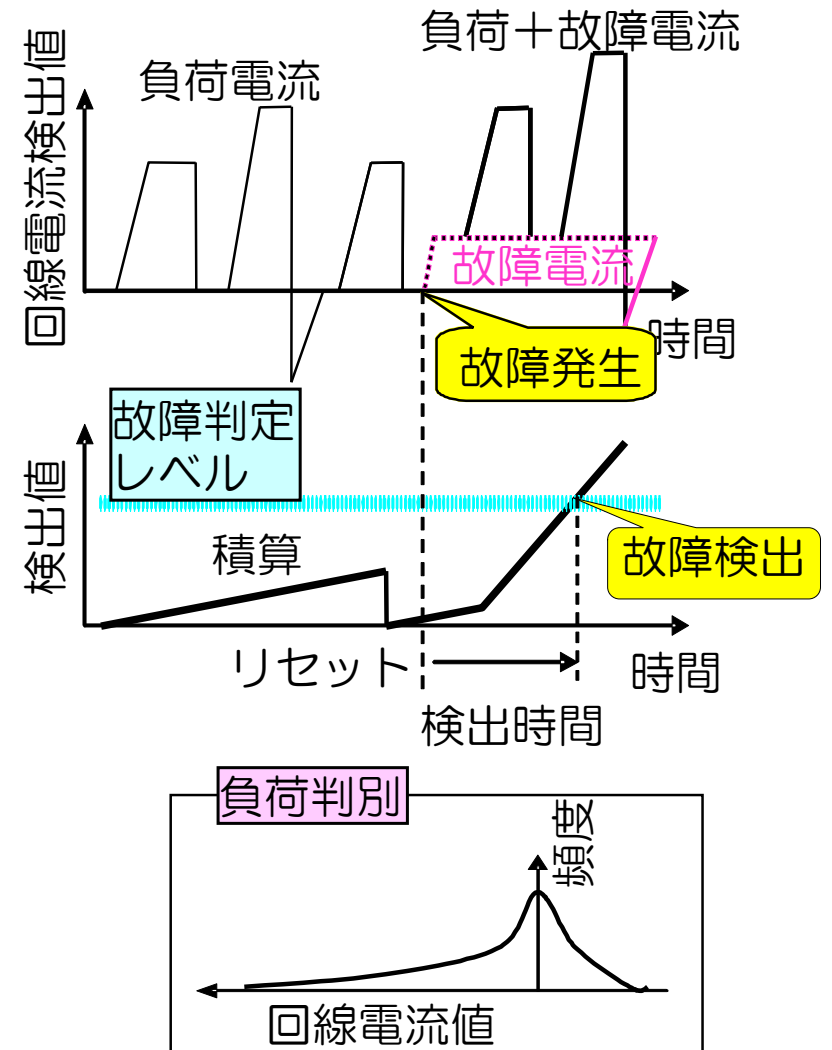 負荷＋故障電流
負荷電流
回線電流検出値
故障電流
時間
故障発生
故障判定
レベル
検出値
積算
故障検出
リセット
時間
検出時間
負荷判別
頻度
回線電流値